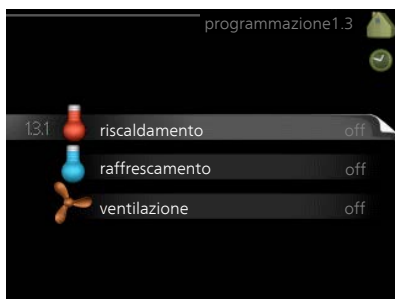 programmazione1.3
1.3.1 riscaldamento off
raffrescamento off
ventilazione off